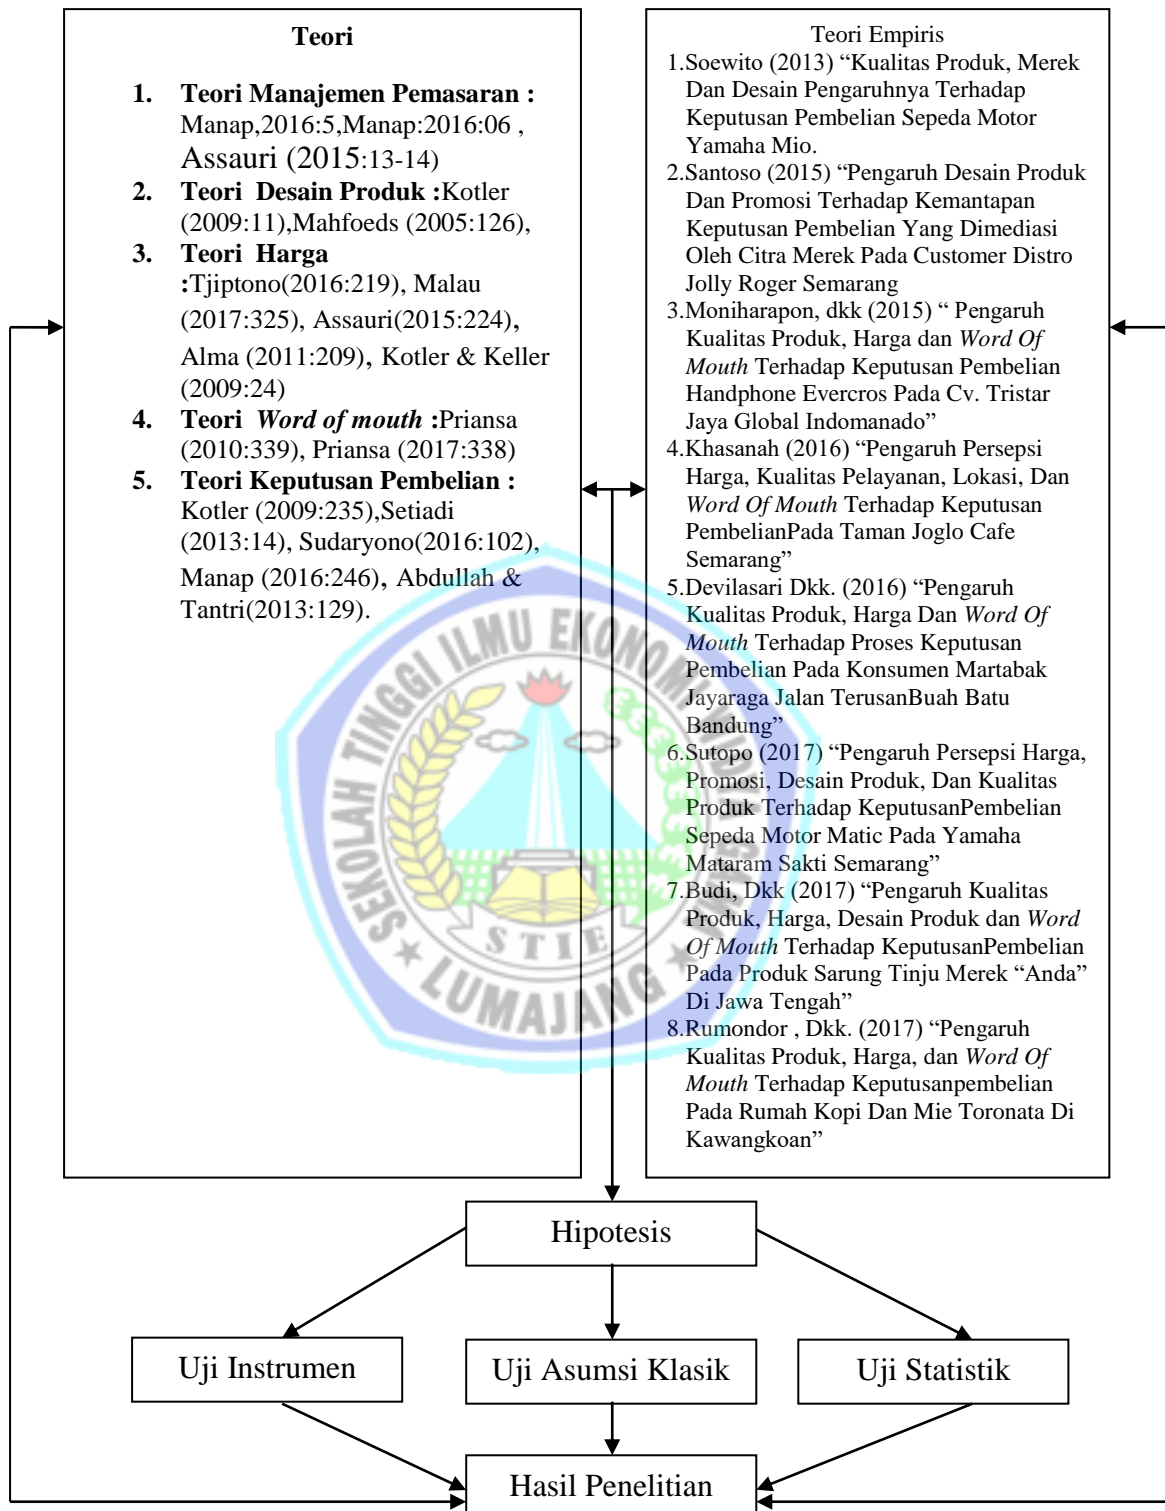 Teori
1. Teori Manajemen Pemasaran :
Manap,2016:5,Manap:2016:06 ,
Assauri (2015:13-14)
2. Teori Desain Produk :Kotler
(2009:11),Mahfoeds (2005:126),
3. Teori Harga
:Tjiptono(2016:219), Malau
(2017:325), Assauri(2015:224),
Alma (2011:209), Kotler & Keller
(2009:24)
4. Teori Word of mouth :Priansa
(2010:339), Priansa (2017:338)
5. Teori Keputusan Pembelian :
Kotler (2009:235),Setiadi
(2013:14), Sudaryono(2016:102),
Manap (2016:246), Abdullah &
Tantri(2013:129).
Teori Empiris
1.Soewito (2013) “Kualitas Produk, Merek
Dan Desain Pengaruhnya Terhadap
Keputusan Pembelian Sepeda Motor
Yamaha Mio.
2.Santoso (2015) “Pengaruh Desain Produk
Dan Promosi Terhadap Kemantapan
Keputusan Pembelian Yang Dimediasi
Oleh Citra Merek Pada Customer Distro
Jolly Roger Semarang
3.Moniharapon, dkk (2015) “ Pengaruh
Kualitas Produk, Harga dan Word Of
Mouth Terhadap Keputusan Pembelian
Handphone Evercros Pada Cv. Tristar
Jaya Global Indomanado”
4.Khasanah (2016) “Pengaruh Persepsi
Harga, Kualitas Pelayanan, Lokasi, Dan
Word Of Mouth Terhadap Keputusan
PembelianPada Taman Joglo Cafe
Semarang”
5.Devilasari Dkk. (2016) “Pengaruh
Kualitas Produk, Harga Dan Word Of
Mouth Terhadap Proses Keputusan
Pembelian Pada Konsumen Martabak
Jayaraga Jalan TerusanBuah Batu
Bandung”
6.Sutopo (2017) “Pengaruh Persepsi Harga,
Promosi, Desain Produk, Dan Kualitas
Produk Terhadap KeputusanPembelian
Sepeda Motor Matic Pada Yamaha
Mataram Sakti Semarang”
7.Budi, Dkk (2017) “Pengaruh Kualitas
Produk, Harga, Desain Produk dan Word
Of Mouth Terhadap KeputusanPembelian
Pada Produk Sarung Tinju Merek “Anda”
Di Jawa Tengah”
8.Rumondor , Dkk. (2017) “Pengaruh
Kualitas Produk, Harga, dan Word Of
Mouth Terhadap Keputusanpembelian
Pada Rumah Kopi Dan Mie Toronata Di
Kawangkoan”
SEKOLAH TINGGI ILMU EKONOMI WIDYA GAMA
STIE
LUMAJANG
Hipotesis
Uji Instrumen
Uji Asumsi Klasik
Uji Statistik
Hasil Penelitian